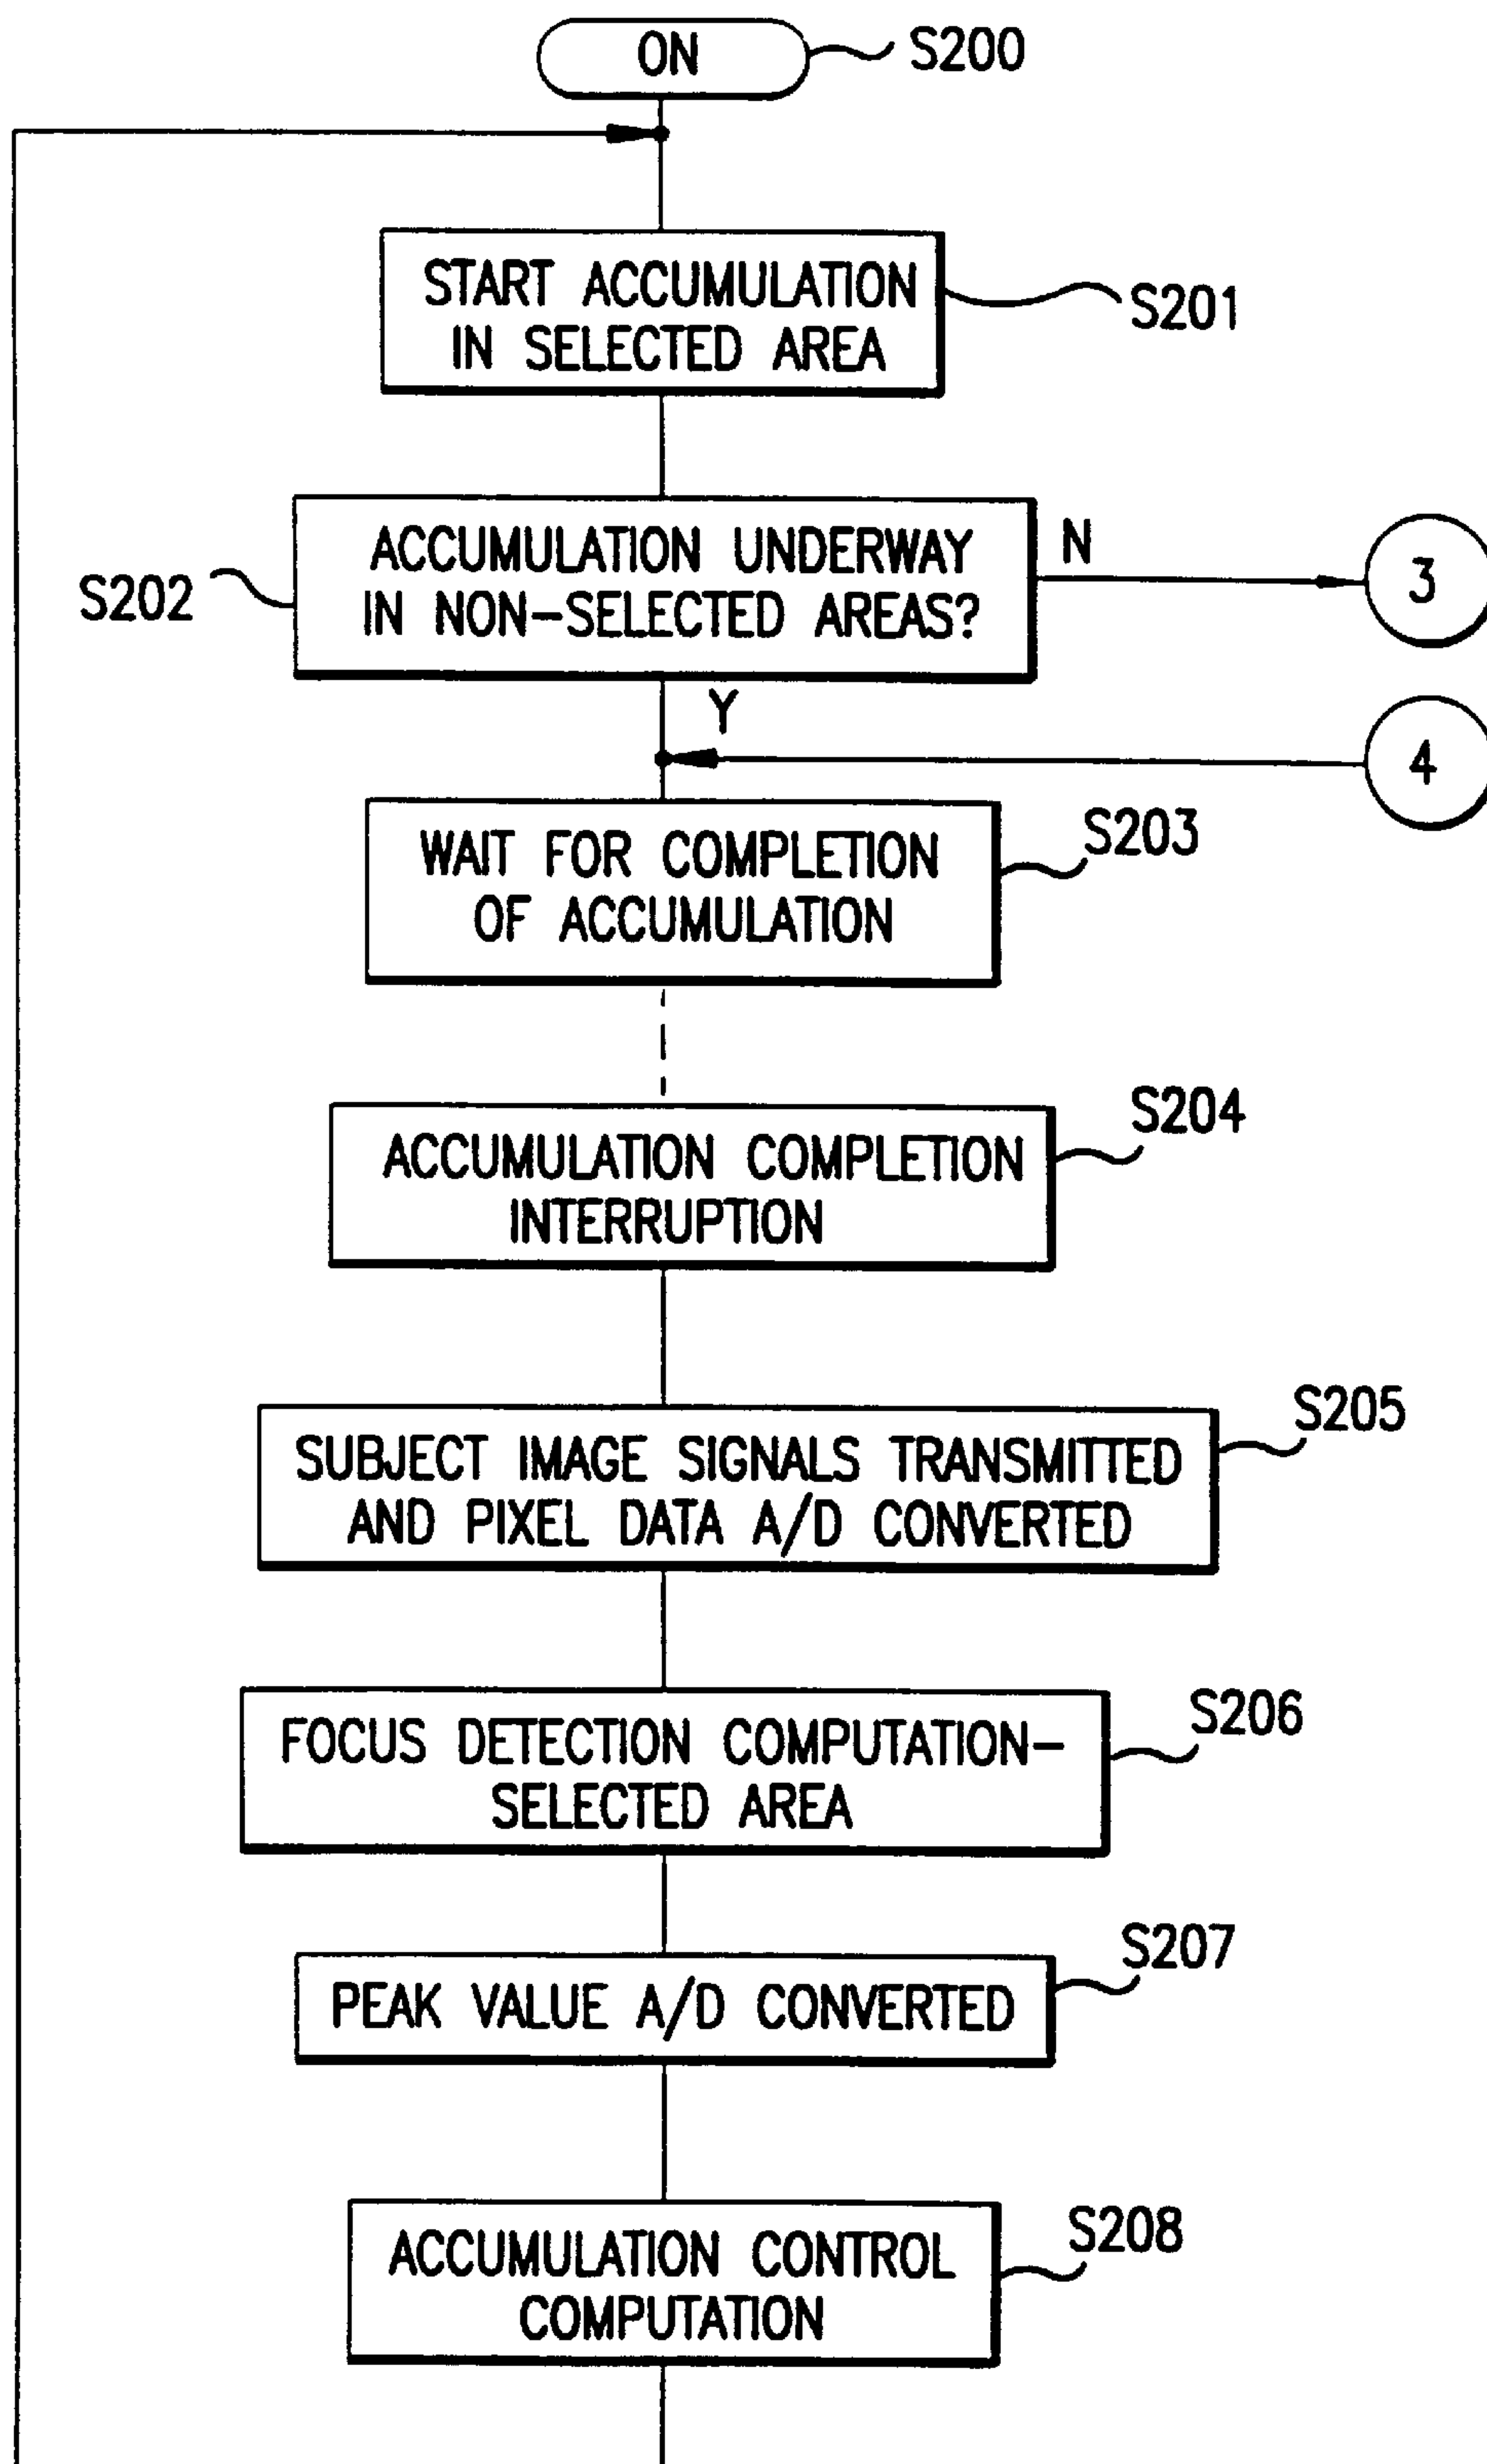 ON
S200
START ACCUMULATION
IN SELECTED AREA
S201
ACCUMULATION UNDERWAY
IN NON-SELECTED AREAS?
S202
N
3
Y
4
WAIT FOR COMPLETION
OF ACCUMULATION
S203
ACCUMULATION COMPLETION
INTERRUPTION
S204
SUBJECT IMAGE SIGNALS TRANSMITTED
AND PIXEL DATA A/D CONVERTED
S205
FOCUS DETECTION COMPUTATION-
SELECTED AREA
S206
PEAK VALUE A/D CONVERTED
S207
ACCUMULATION CONTROL
COMPUTATION
S208